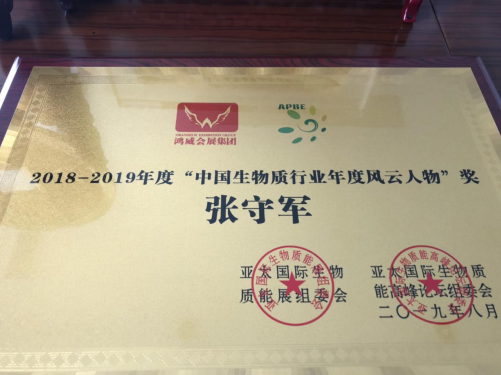 APBE
鸿威会展集团
2018-2019年度“中国生物质行业年度风云人物”奖
张守军
亚太国际生物
质能展组委会
亚太国际生物质
能高峰论坛组委会
二〇一九年八月